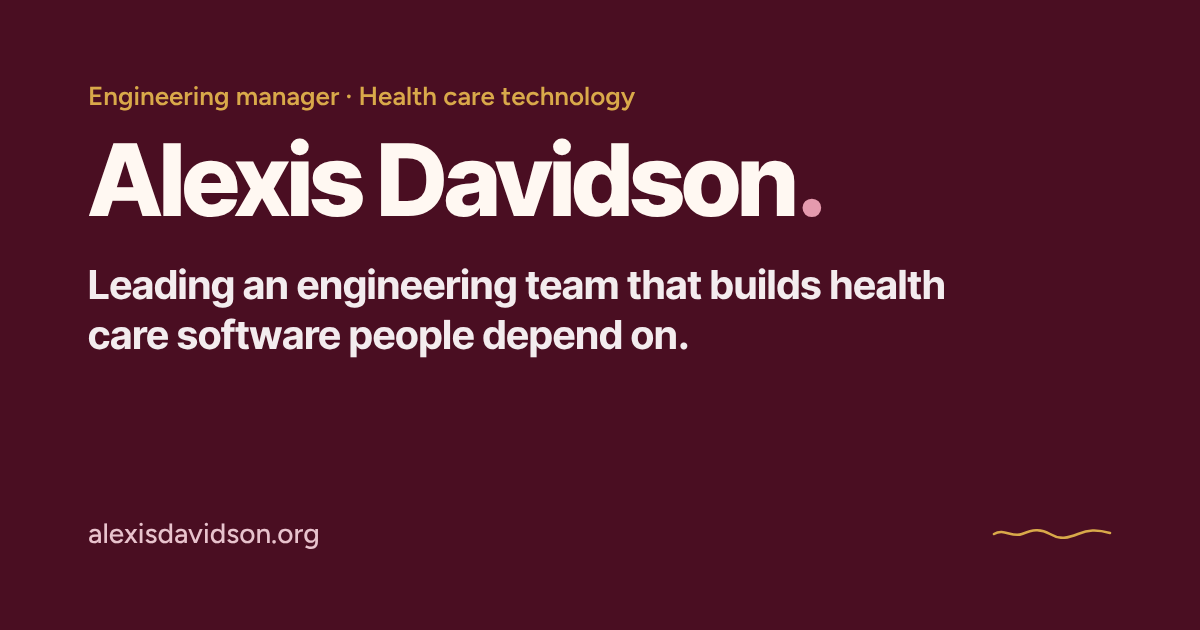 Engineering manager · Health care technology
Alexis Davidson.
Leading an engineering team that builds health
care software people depend on.
alexisdavidson.org